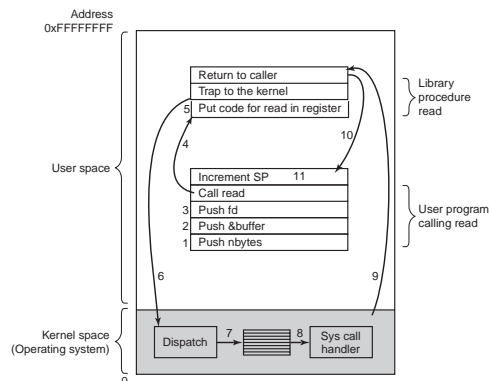 Address
0xFFFFFFFF
Return to caller
Trap to the kernel
5 Put code for read in register
4
10
Library
procedure
read
User space
Increment SP 11
Call read
3 Push fd
2 Push &buffer
1 Push nbytes
User program
calling read
6
9
Kernel space
(Operating system)
Dispatch
7
8
Sys call
handler
0